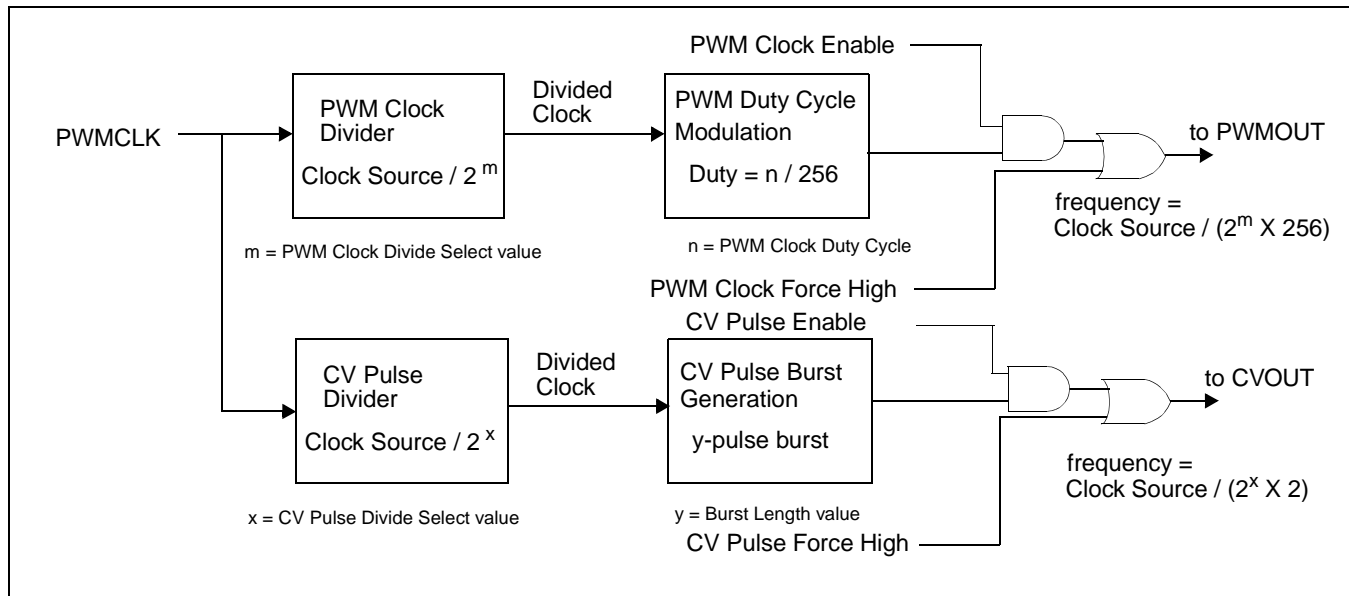 PWM Clock Enable
PWMCLK
PWM Clock
Divider
Clock Source / 2 m
Divided
Clock
PWM Duty Cycle
Modulation
Duty = n / 256
to PWMOUT
frequency =
Clock Source / (2m X 256)
m = PWM Clock Divide Select value
n = PWM Clock Duty Cycle
PWM Clock Force High
CV Pulse Enable
CV Pulse
Divider
Clock Source / 2 x
Divided
Clock
CV Pulse Burst
Generation
y-pulse burst
to CVOUT
frequency =
Clock Source / (2x X 2)
x = CV Pulse Divide Select value
y = Burst Length value
CV Pulse Force High